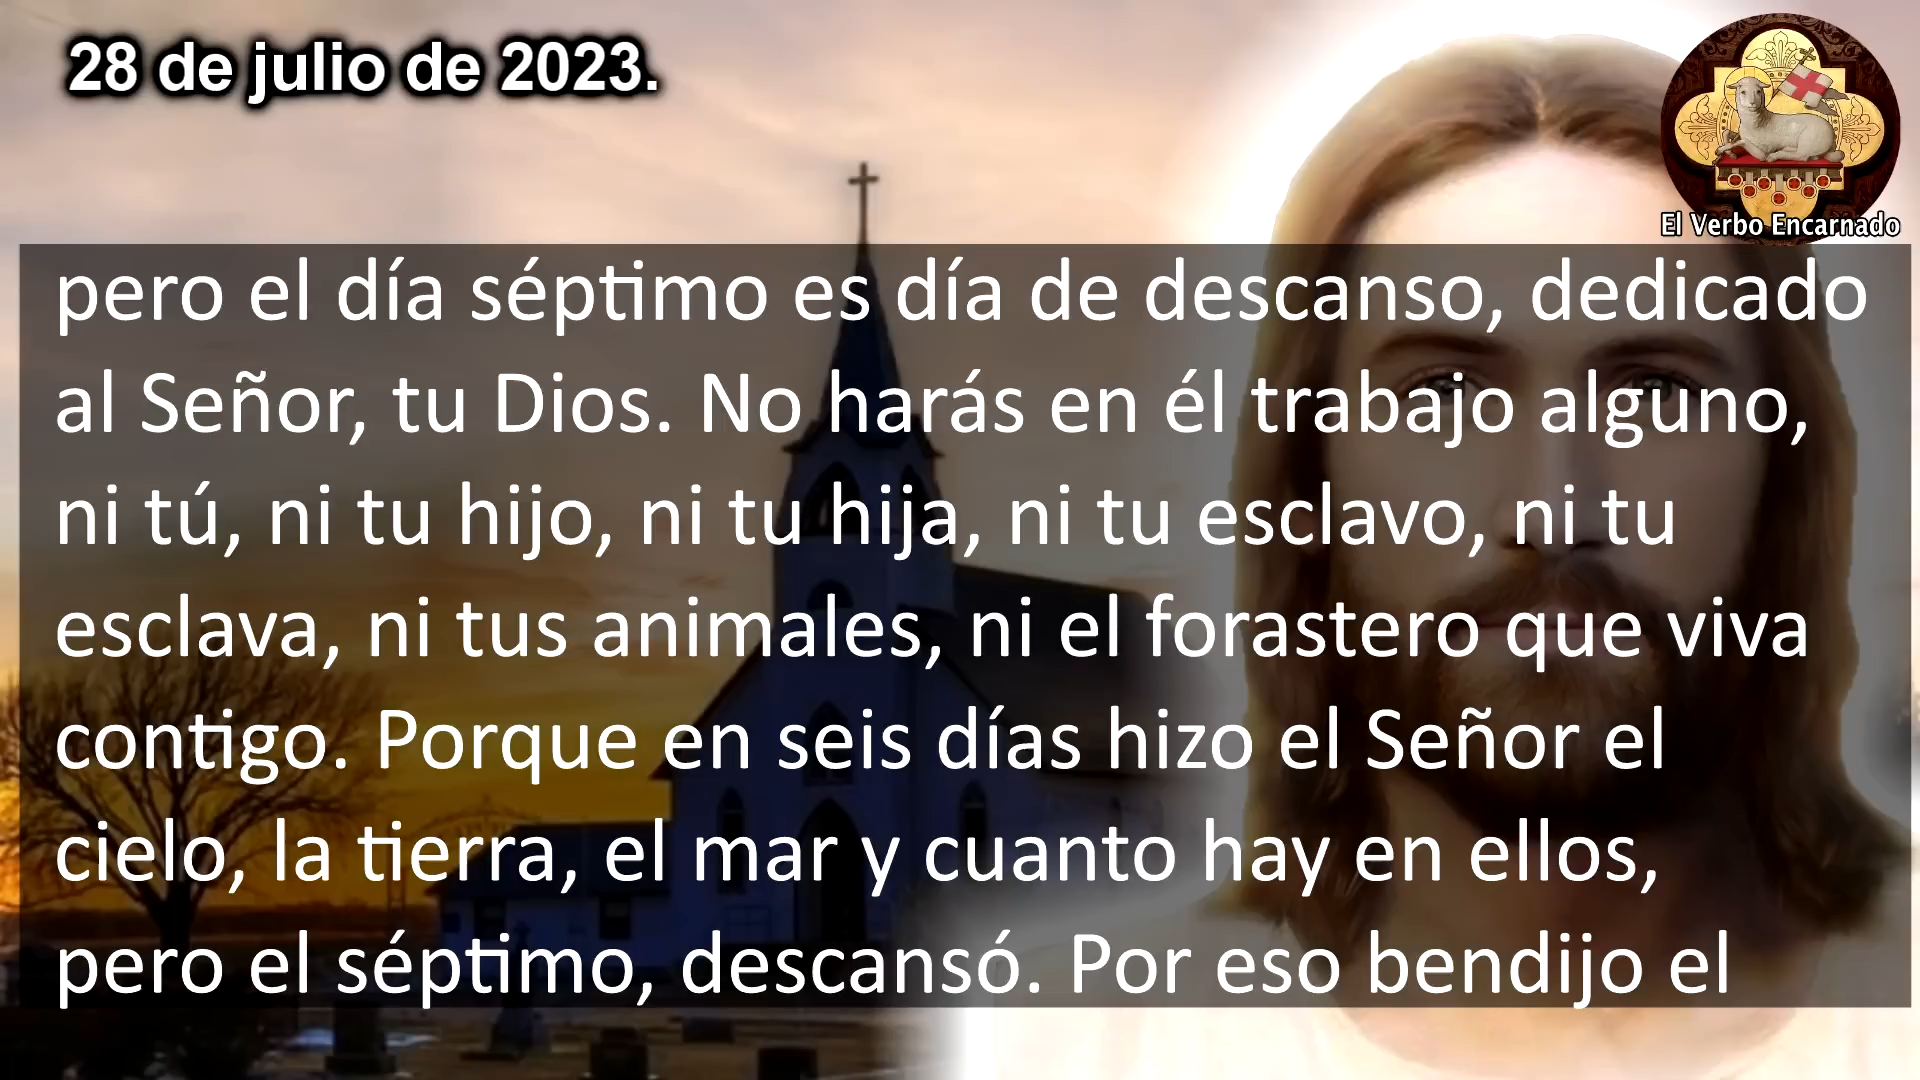 28 de julio de 2023.
El Verbo Encarnado
pero el día séptimo es día de descanso, dedicado
al Señor, tu Dios. No harás en él trabajo alguno,
ni tú, ni tu hijo, ni tu hija, ni tu esclavo, ni tu
esclava, ni tus animales, ni el forastero que viva
contigo. Porque en seis días hizo el Señor el
cielo, la tierra, el mar y cuanto hay en ellos,
pero el séptimo, descansó. Por eso bendijo el